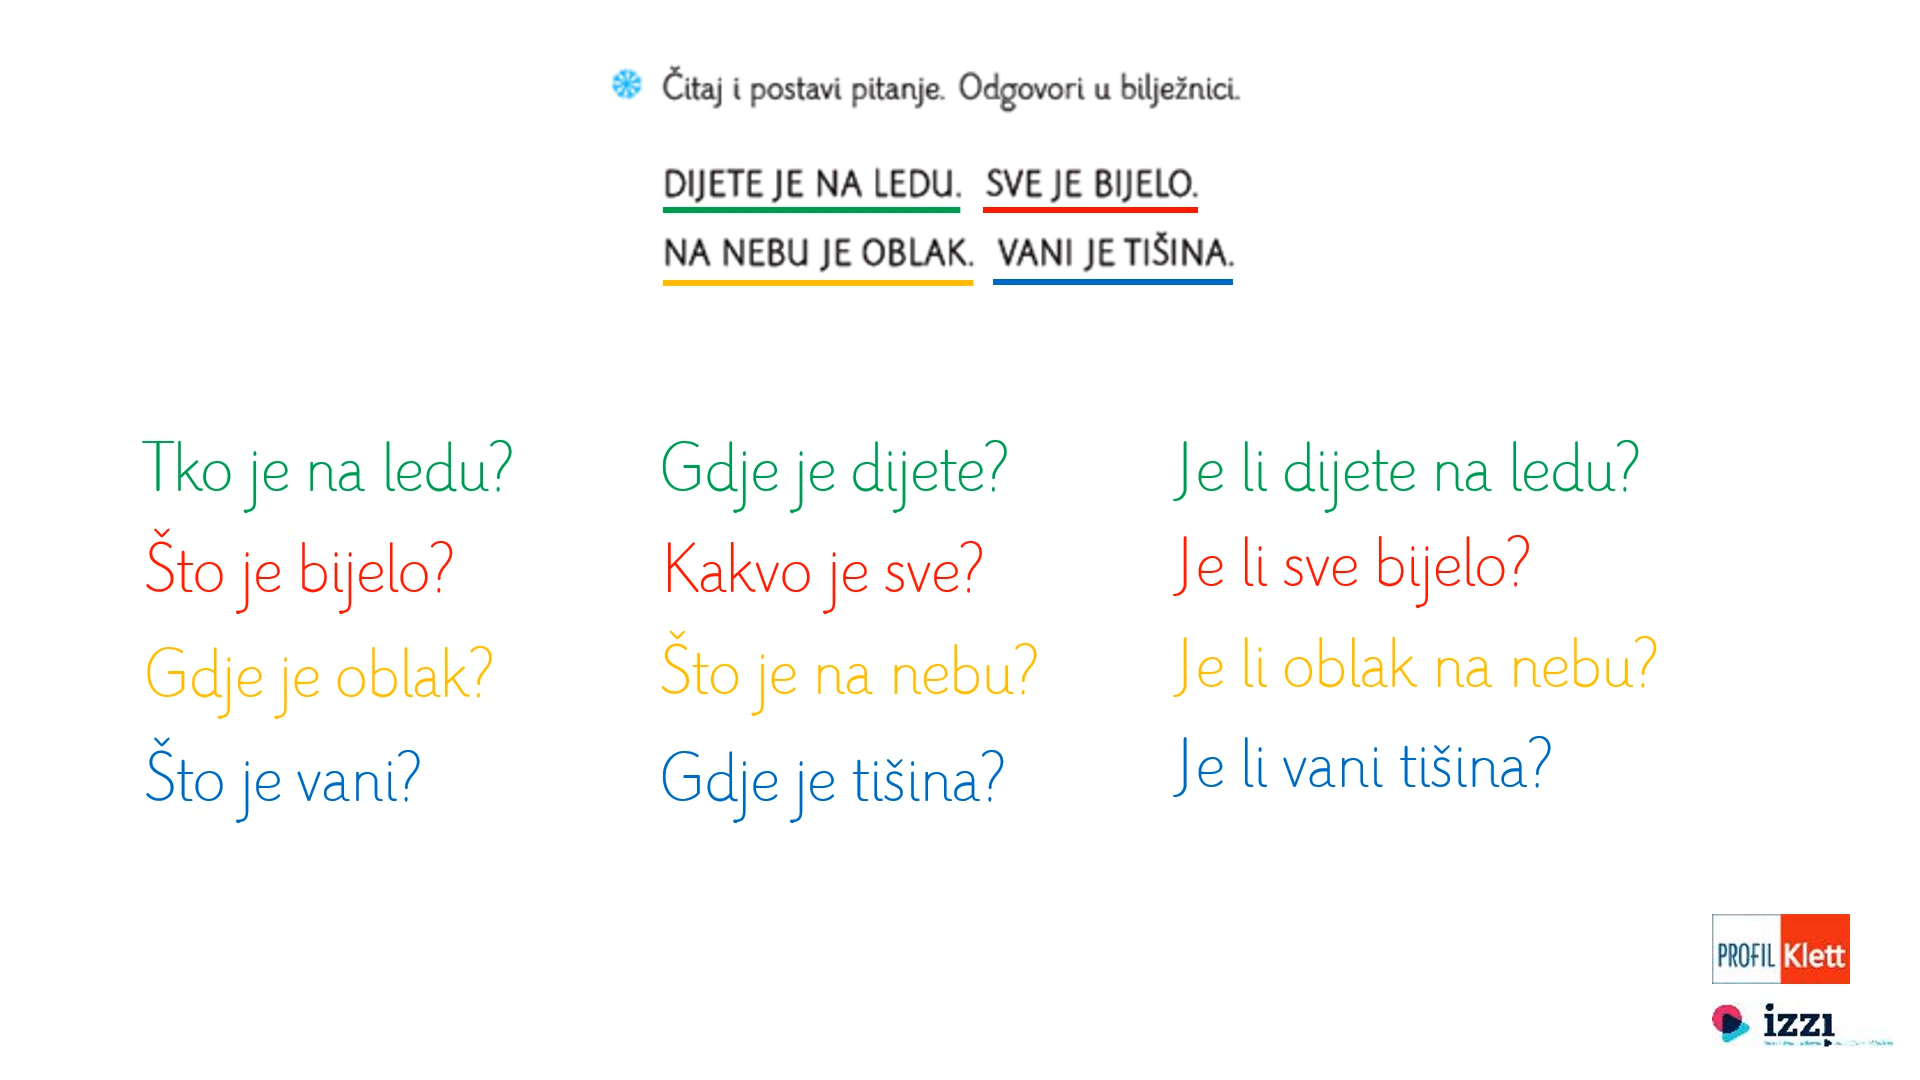 Čitaj i postavi pitanje. Odgovori u bilježnici.
DIJETE JE NA LEDU. SVE JE BIJELO.
NA NEBU JE OBLAK. VANI JE TIŠINA.
Tko je na ledu? Gdje je dijete? Je li dijete na ledu?
Što je bijelo? Kakvo je sve? Je li sve bijelo?
Gdje je oblak? Što je na nebu? Je li oblak na nebu?
Što je vani? Gdje je tišina? Je li vani tišina?
PROFIL Klett
izzi